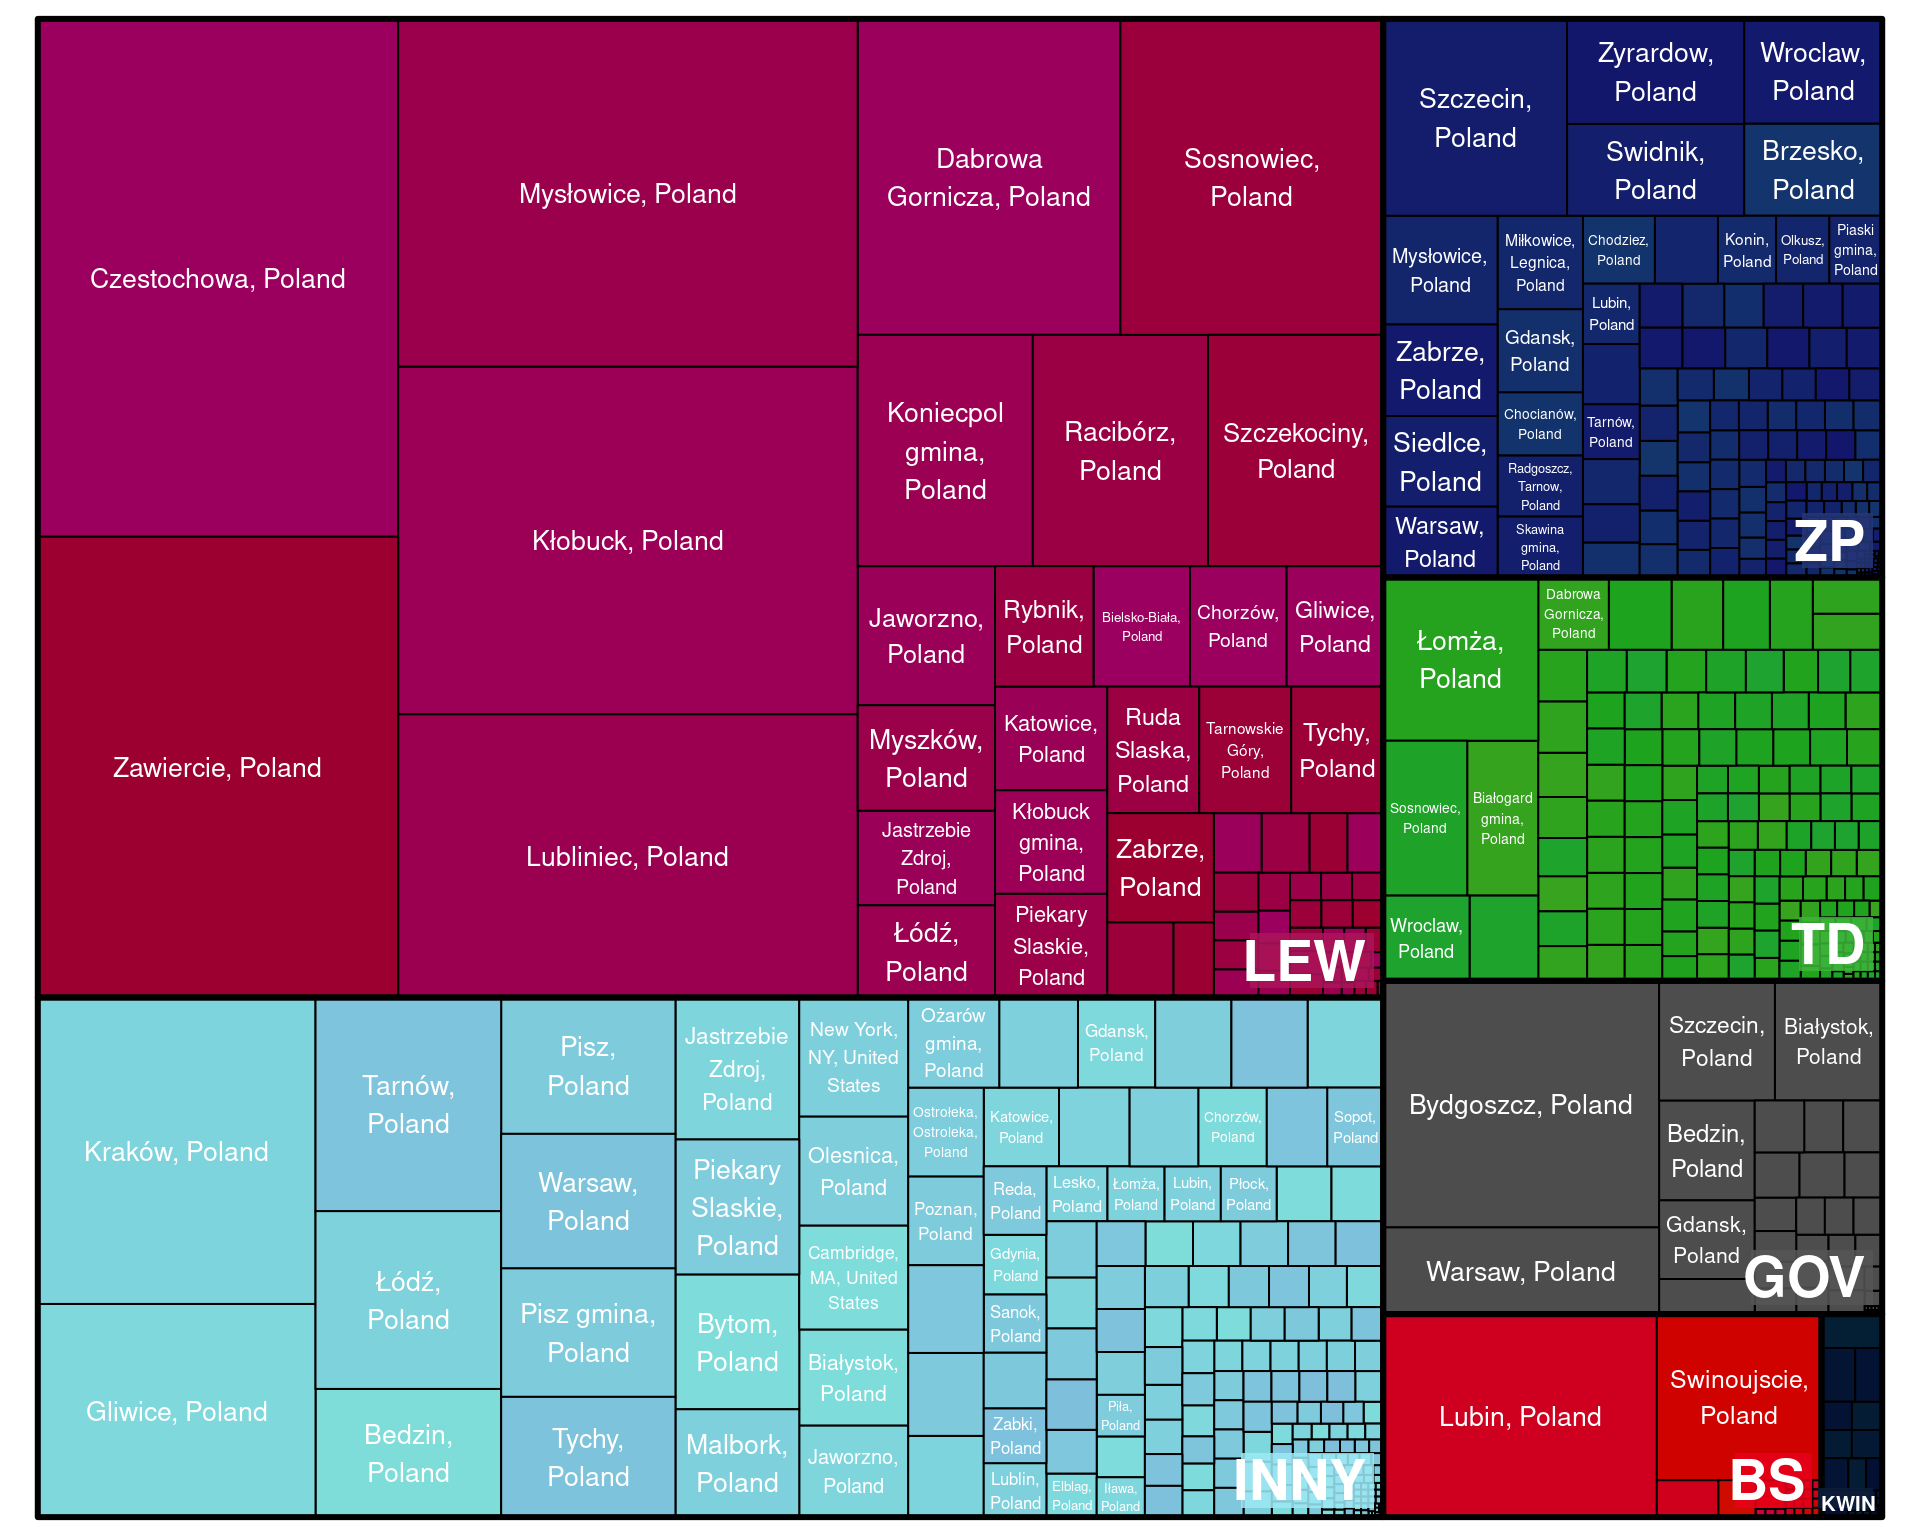 Czestochowa, Poland
Zawiercie, Poland
Mysłowice, Poland
Kłobuck, Poland
Lubliniec, Poland
Dabrowa
Gornicza, Poland
Sosnowiec,
Poland
Koniecpol
gmina,
Poland
Racibórz,
Poland
Szczekociny,
Poland
Jaworzno,
Poland
Myszków,
Poland
Jastrzebie
Zdroj,
Poland
Łódź,
Poland
Rybnik,
Poland
Bielsko-Biała,
Poland
Chorzów,
Poland
Gliwice,
Poland
Katowice,
Poland
Kłobuck
gmina,
Poland
Piekary
Slaskie,
Poland
Ruda
Slaska,
Poland
Tarnowskie
Góry,
Poland
Tychy,
Poland
Zabrze,
Poland
LEW
Szczecin,
Poland
Zyrardow,
Poland
Wroclaw,
Poland
Swidnik,
Poland
Brzesko,
Poland
Mysłowice,
Poland
Zabrze,
Poland
Siedlce,
Poland
Warsaw,
Poland
Miłkowice,
Legnica,
Poland
Gdansk,
Poland
Chocianów,
Poland
Radgoszcz,
Tarnow,
Poland
Skawina
gmina,
Poland
Chodziez,
Poland
Konin,
Poland
Olkusz,
Poland
Piaski
gmina,
Poland
Lubin,
Poland
Tarnów,
Poland
ZP
Łomża,
Poland
Dabrowa
Gornicza,
Poland
Sosnowiec,
Poland
Białogard
gmina,
Poland
Wroclaw,
Poland
TD
Bydgoszcz, Poland
Warsaw, Poland
Szczecin,
Poland
Białystok,
Poland
Bedzin,
Poland
Gdansk,
Poland
GOV
Lubin, Poland
Swinoujscie,
Poland
BS
KWIN
Kraków, Poland
Gliwice, Poland
Tarnów,
Poland
Łódź,
Poland
Bedzin,
Poland
Pisz,
Poland
Warsaw,
Poland
Pisz gmina,
Poland
Tychy,
Poland
Jastrzebie
Zdroj,
Poland
Piekary
Slaskie,
Poland
Bytom,
Poland
Malbork,
Poland
New York,
NY, United
States
Olesnica,
Poland
Cambridge,
MA, United
States
Białystok,
Poland
Jaworzno,
Poland
Ożarów
gmina,
Poland
Gdansk,
Poland
Ostrołeka,
Ostroleka,
Poland
Poznan,
Poland
Katowice,
Poland
Chorzów,
Poland
Sopot,
Poland
Reda,
Poland
Lesko,
Poland
Łomża,
Poland
Lubin,
Poland
Płock,
Poland
Gdynia,
Poland
Sanok,
Poland
Zabki,
Poland
Lublin,
Poland
Piła,
Poland
Elblag,
Poland
Iława,
Poland
INNY